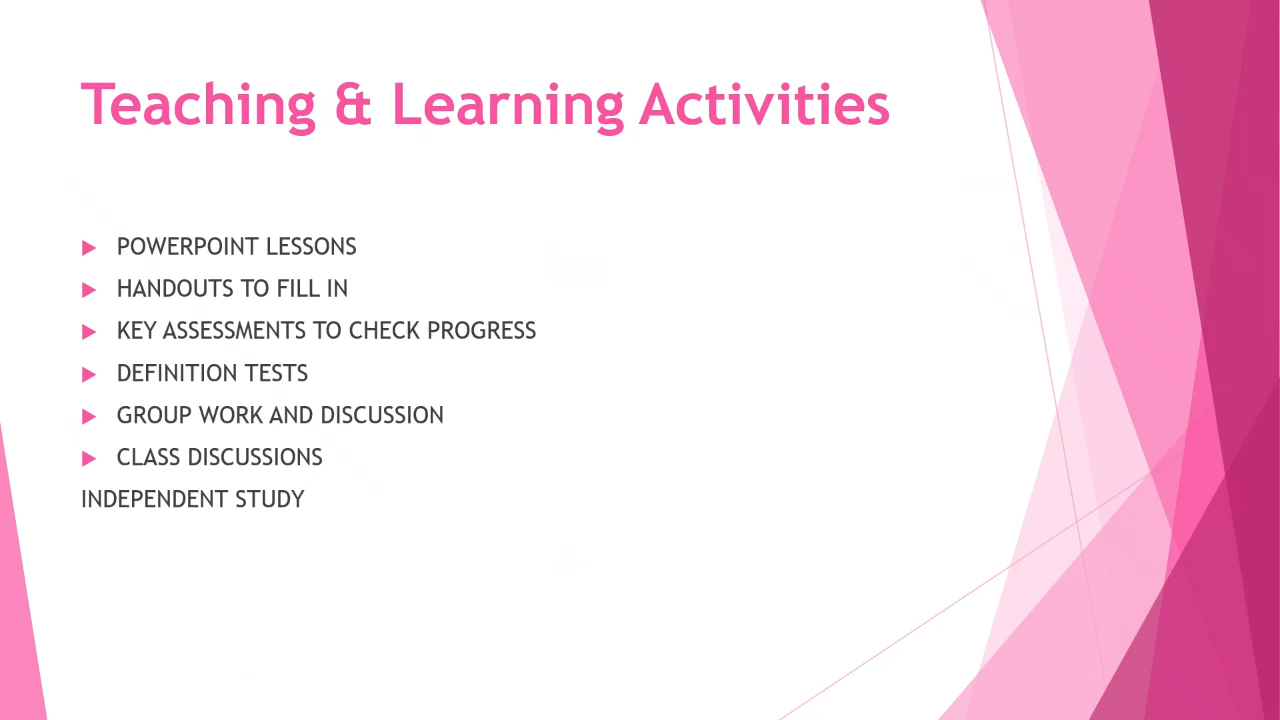 Teaching & Learning Activities
POWERPOINT LESSONS
HANDOUTS TO FILL IN
KEY ASSESSMENTS TO CHECK PROGRESS
DEFINITION TESTS
GROUP WORK AND DISCUSSION
CLASS DISCUSSIONS
INDEPENDENT STUDY